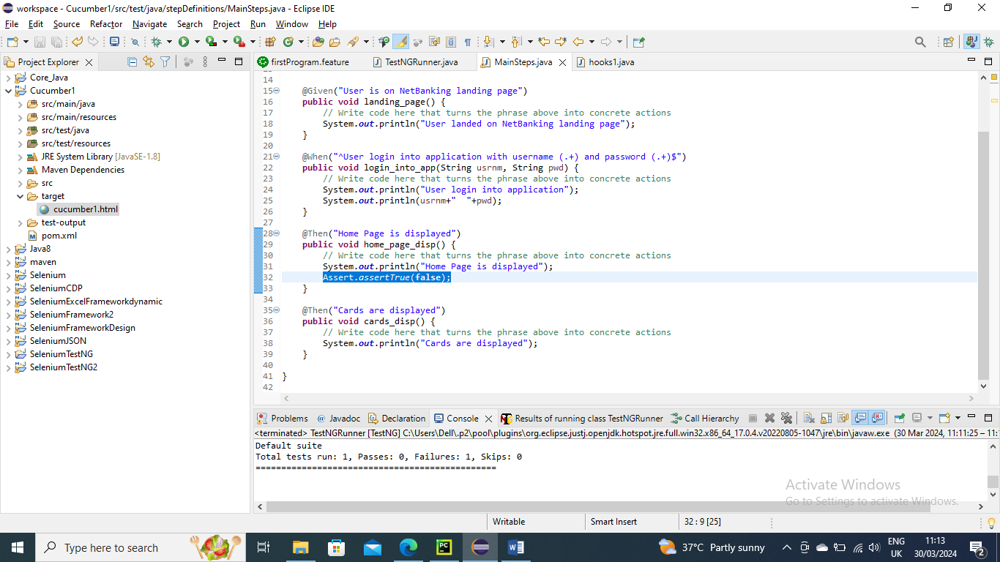 workspace - Cucumber1/src/test/java/stepDefinitions/MainSteps.java - Eclipse IDE
File Edit Source Refactor Navigate Search Project Run Window Help
Project Explorer
firstProgram.feature TestNGRunner.java MainSteps.java hooks1.java
Core_Java
Cucumber1
src/main/java
src/main/resources
src/test/java
src/test/resources
JRE System Library [JavaSE-1.8]
Maven Dependencies
src
target
cucumber1.html
test-output
pom.xml
Java8
maven
Selenium
SeleniumCDP
SeleniumExcelFrameworkdynamic
SeleniumFramework2
SeleniumFrameworkDesign
SeleniumJSON
SeleniumTestNG
SeleniumTestNG2
14
15 @Given("User is on NetBanking landing page")
16 public void landing_page() {
17 // Write code here that turns the phrase above into concrete actions
18 System.out.println("User landed on NetBanking landing page");
19 }
20
21 @When("^User login into application with username (.+) and password (.+)$")
22 public void login_into_app(String usrnm, String pwd) {
23 // Write code here that turns the phrase above into concrete actions
24 System.out.println("User login into application");
25 System.out.println(usrnm+"  "+pwd);
26 }
27
28 @Then("Home Page is displayed")
29 public void home_page_disp() {
30 // Write code here that turns the phrase above into concrete actions
31 System.out.println("Home Page is displayed");
32 Assert.assertTrue(false);
33 }
34
35 @Then("Cards are displayed")
36 public void cards_disp() {
37 // Write code here that turns the phrase above into concrete actions
38 System.out.println("Cards are displayed");
39 }
40
41 }
42
Problems Javadoc Declaration Console Results of running class TestNGRunner Call Hierarchy
<terminated> TestNGRunner [TestNG] C:\Users\Dell\.p2\pool\plugins\org.eclipse.justj.openjdk.hotspot.jre.full.win32.x86_64_17.0.4.v20220805-1047\jre\bin\javaw.exe (30 Mar 2024, 11:11:25 – 11:
Default suite
Total tests run: 1, Passes: 0, Failures: 1, Skips: 0
===============================================
Activate Windows
Go to Settings to activate Windows.
Writable Smart Insert 32 : 9 [25]
Type here to search
37°C Partly sunny
ENG
UK
11:13
30/03/2024
2